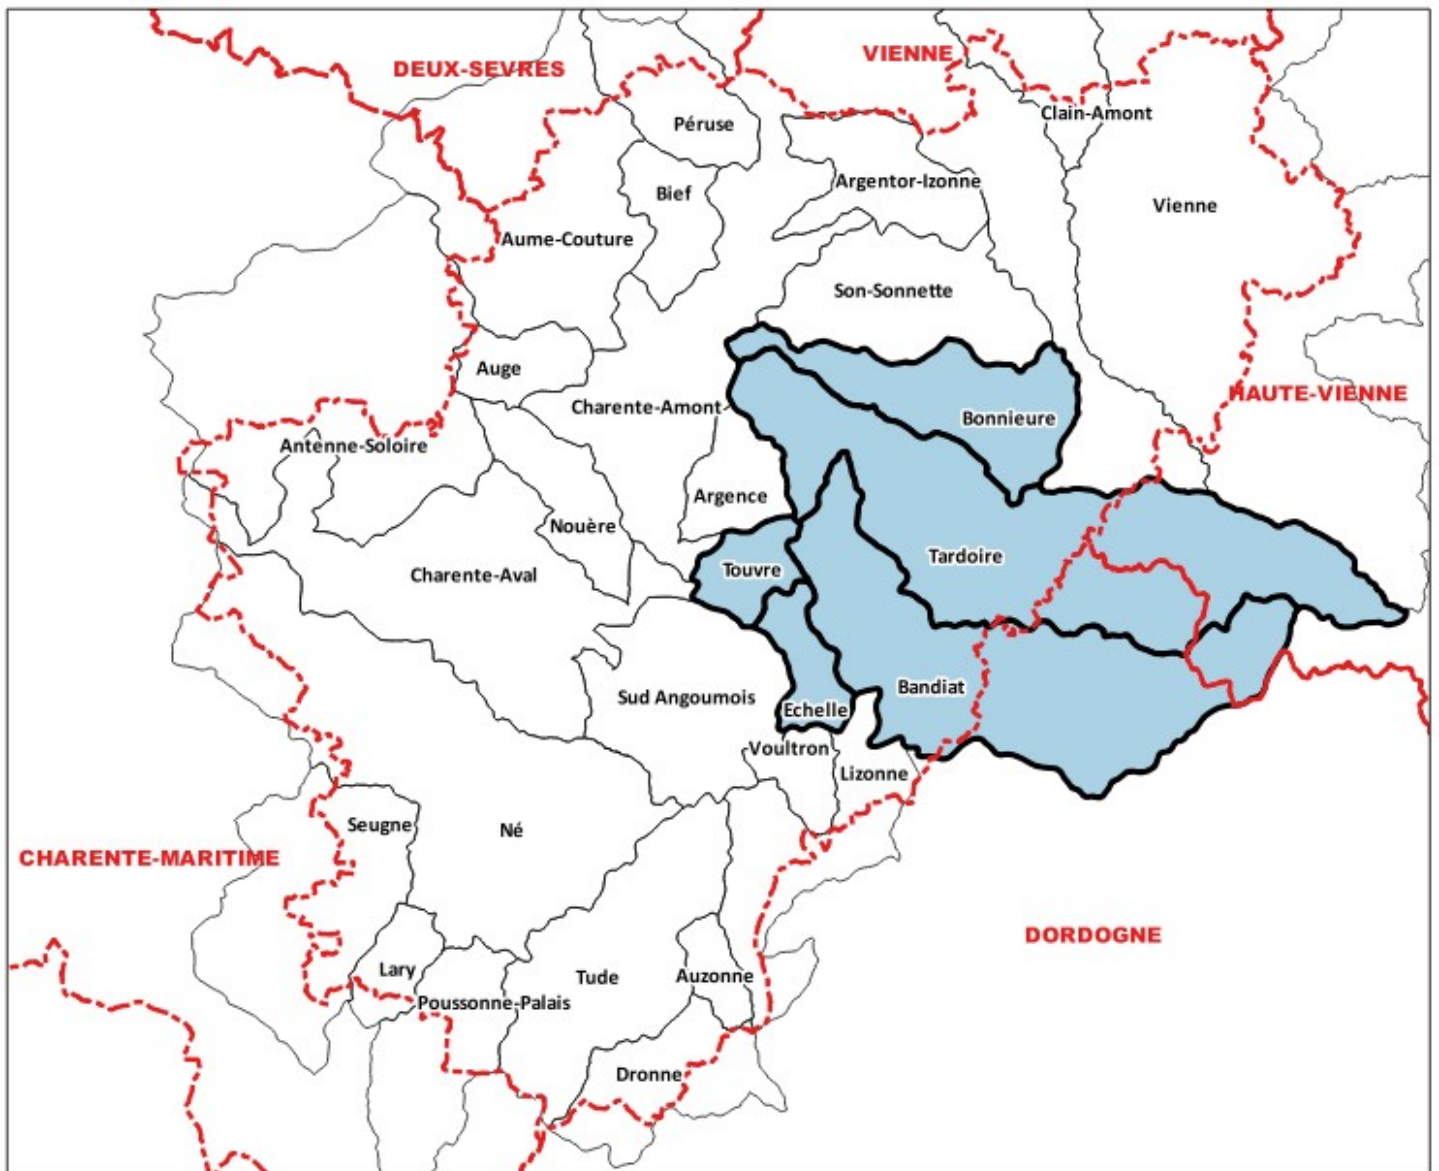 VIENNE
DEUX-SEVRES
Clain-Amont
Péruse
Argentor-Izonne
Bief
Vienne
Aume-Couture
Son-Sonnette
Auge
HAUTE-VIENNE
Charente-Amont
Bonnieure
Antenne-Soloire
Argence
Nouère
Tardoire
Touvre
Charente-Aval
Bandiat
Sud Angoumois
Echelle
Voultron
Lizonne
Seugne
Né
CHARENTE-MARITIME
DORDOGNE
Lary
Tude
Auzonne
Poussonne-Palais
Dronne